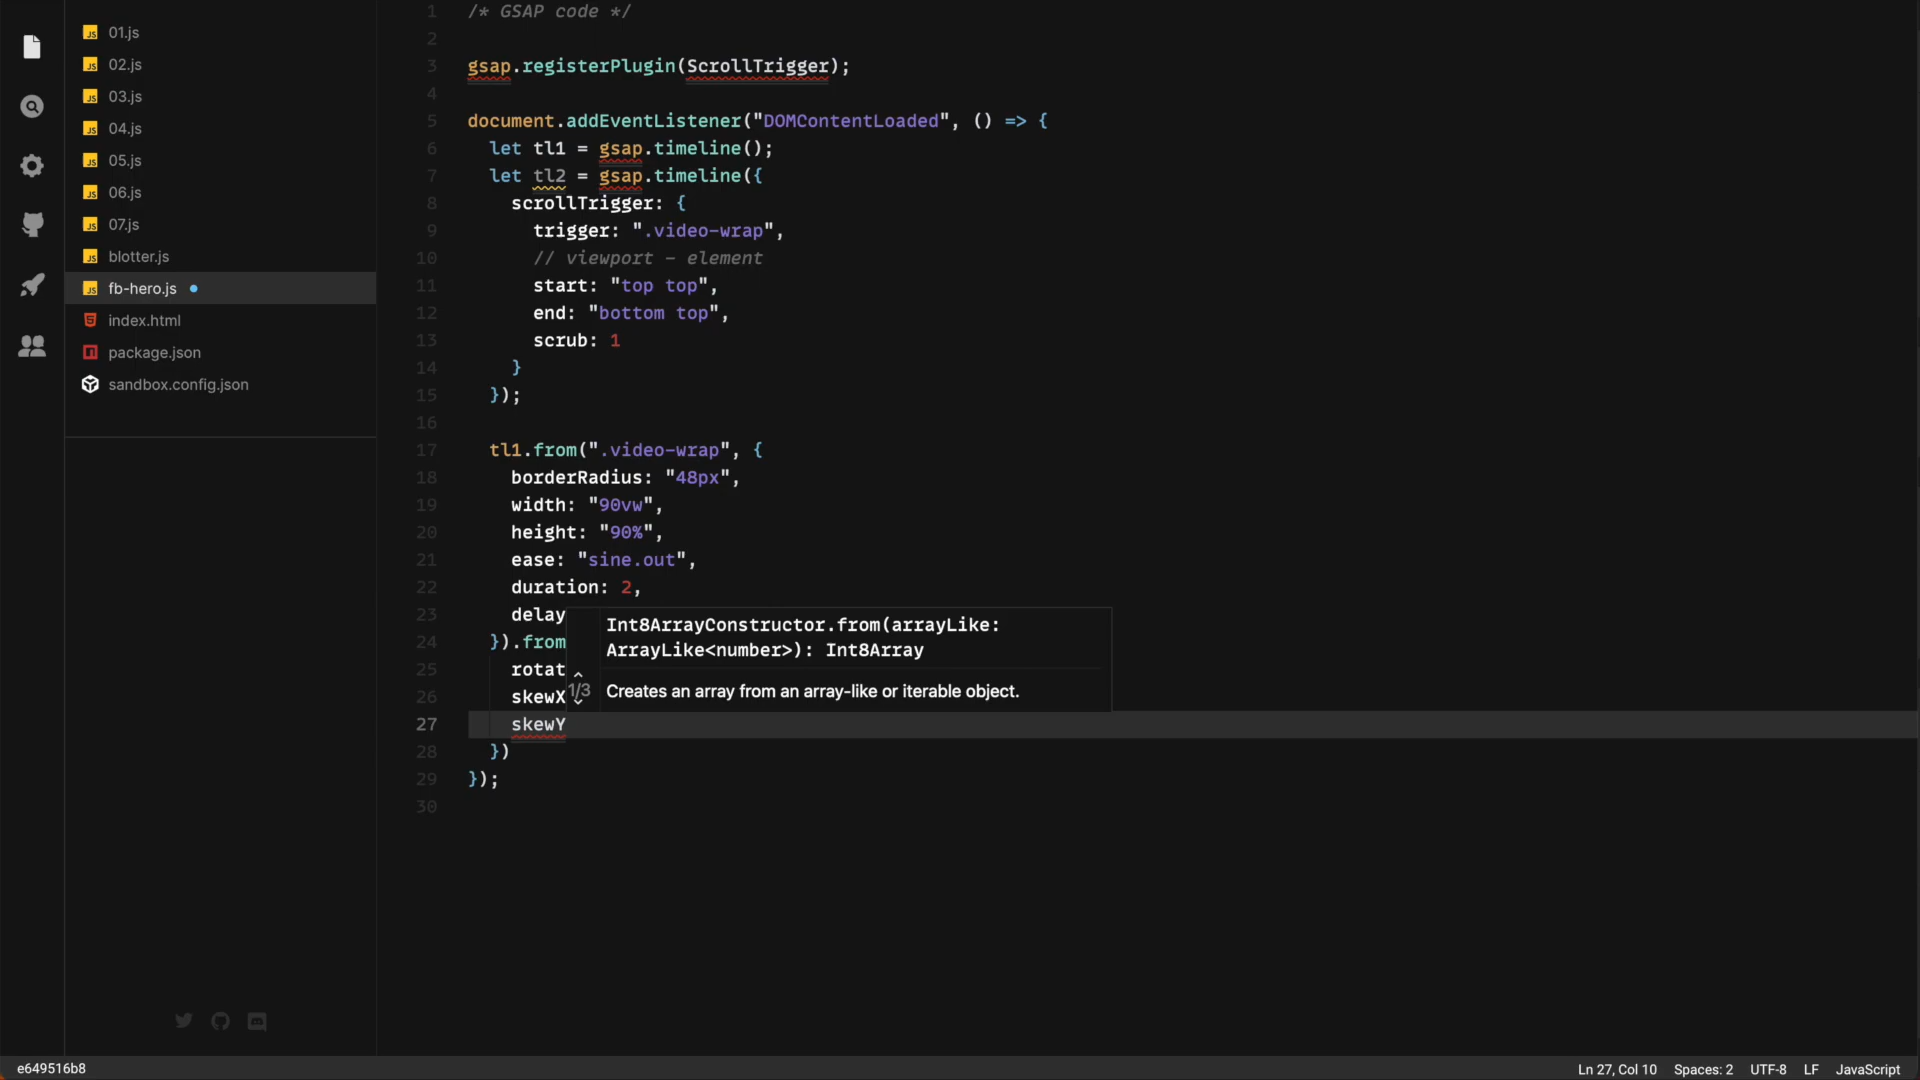 01.js
02.js
03.js
04.js
05.js
06.js
07.js
blotter.js
fb-hero.js
index.html
package.json
sandbox.config.json
1 /* GSAP code */
2
3 gsap.registerPlugin(ScrollTrigger);
4
5 document.addEventListener("DOMContentLoaded", () => {
6 let tl1 = gsap.timeline();
7 let tl2 = gsap.timeline({
8 scrollTrigger: {
9 trigger: ".video-wrap",
10 // viewport - element
11 start: "top top",
12 end: "bottom top",
13 scrub: 1
14 }
15 });
16
17 tl1.from(".video-wrap", {
18 borderRadius: "48px",
19 width: "90vw",
20 height: "90%",
21 ease: "sine.out",
22 duration: 2,
23 delay
24 }).from
25 rotat
26 skewX
27 skewY
28 })
29 });
30
Int8ArrayConstructor.from(arrayLike:
ArrayLike<number>): Int8Array
1/3 Creates an array from an array-like or iterable object.
e649516b8
Ln 27, Col 10 Spaces: 2 UTF-8 LF JavaScript